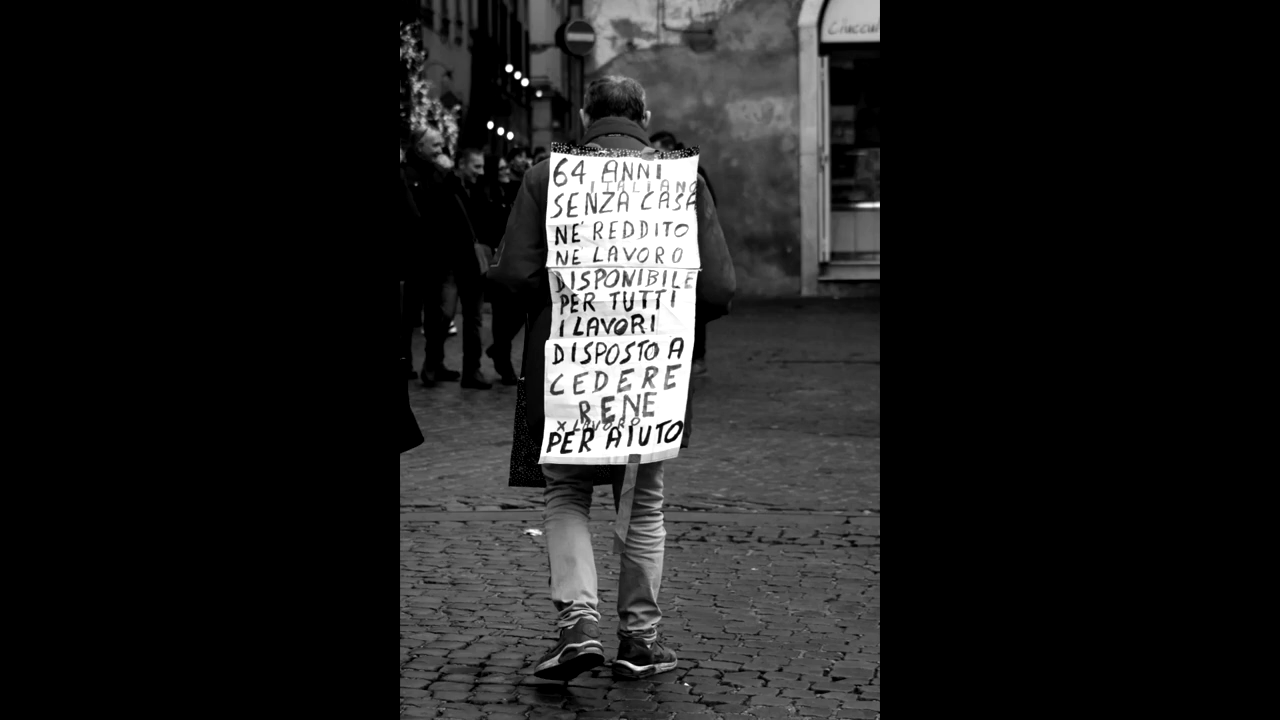 64 ANNI
ITALIANO
SENZA CASA
NE' REDDITO
NE LAVORO
DISPONIBILE
PER TUTTI
I LAVORI
DISPOSTO A
CEDERE
RENE
X LAVORO
PER AIUTO